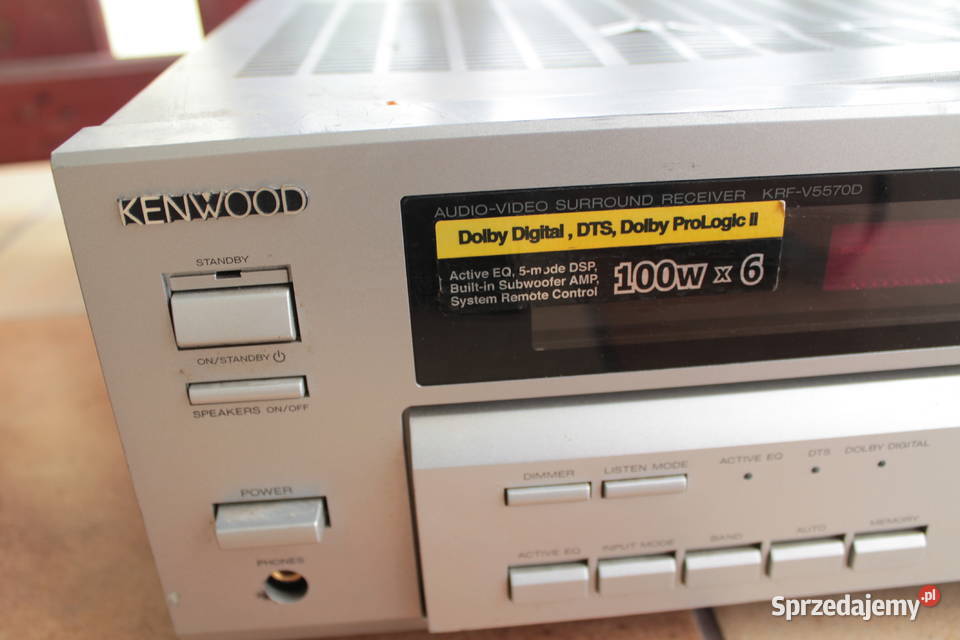 KENWOOD
AUDIO-VIDEO SURROUND RECEIVER KRF-V5570D
Dolby Digital , DTS, Dolby ProLogic II
Active EQ, 5-mode DSP,
Built-in Subwoofer AMP,
System Remote Control
100w x 6
STANDBY
ON/STANDBY
SPEAKERS ON/OFF
POWER
PHONES
DIMMER
LISTEN MODE
ACTIVE EQ
DTS
DOLBY DIGITAL
ACTIVE EQ
INPUT MODE
BAND
AUTO
MEMORY
Sprzedajemy.pl